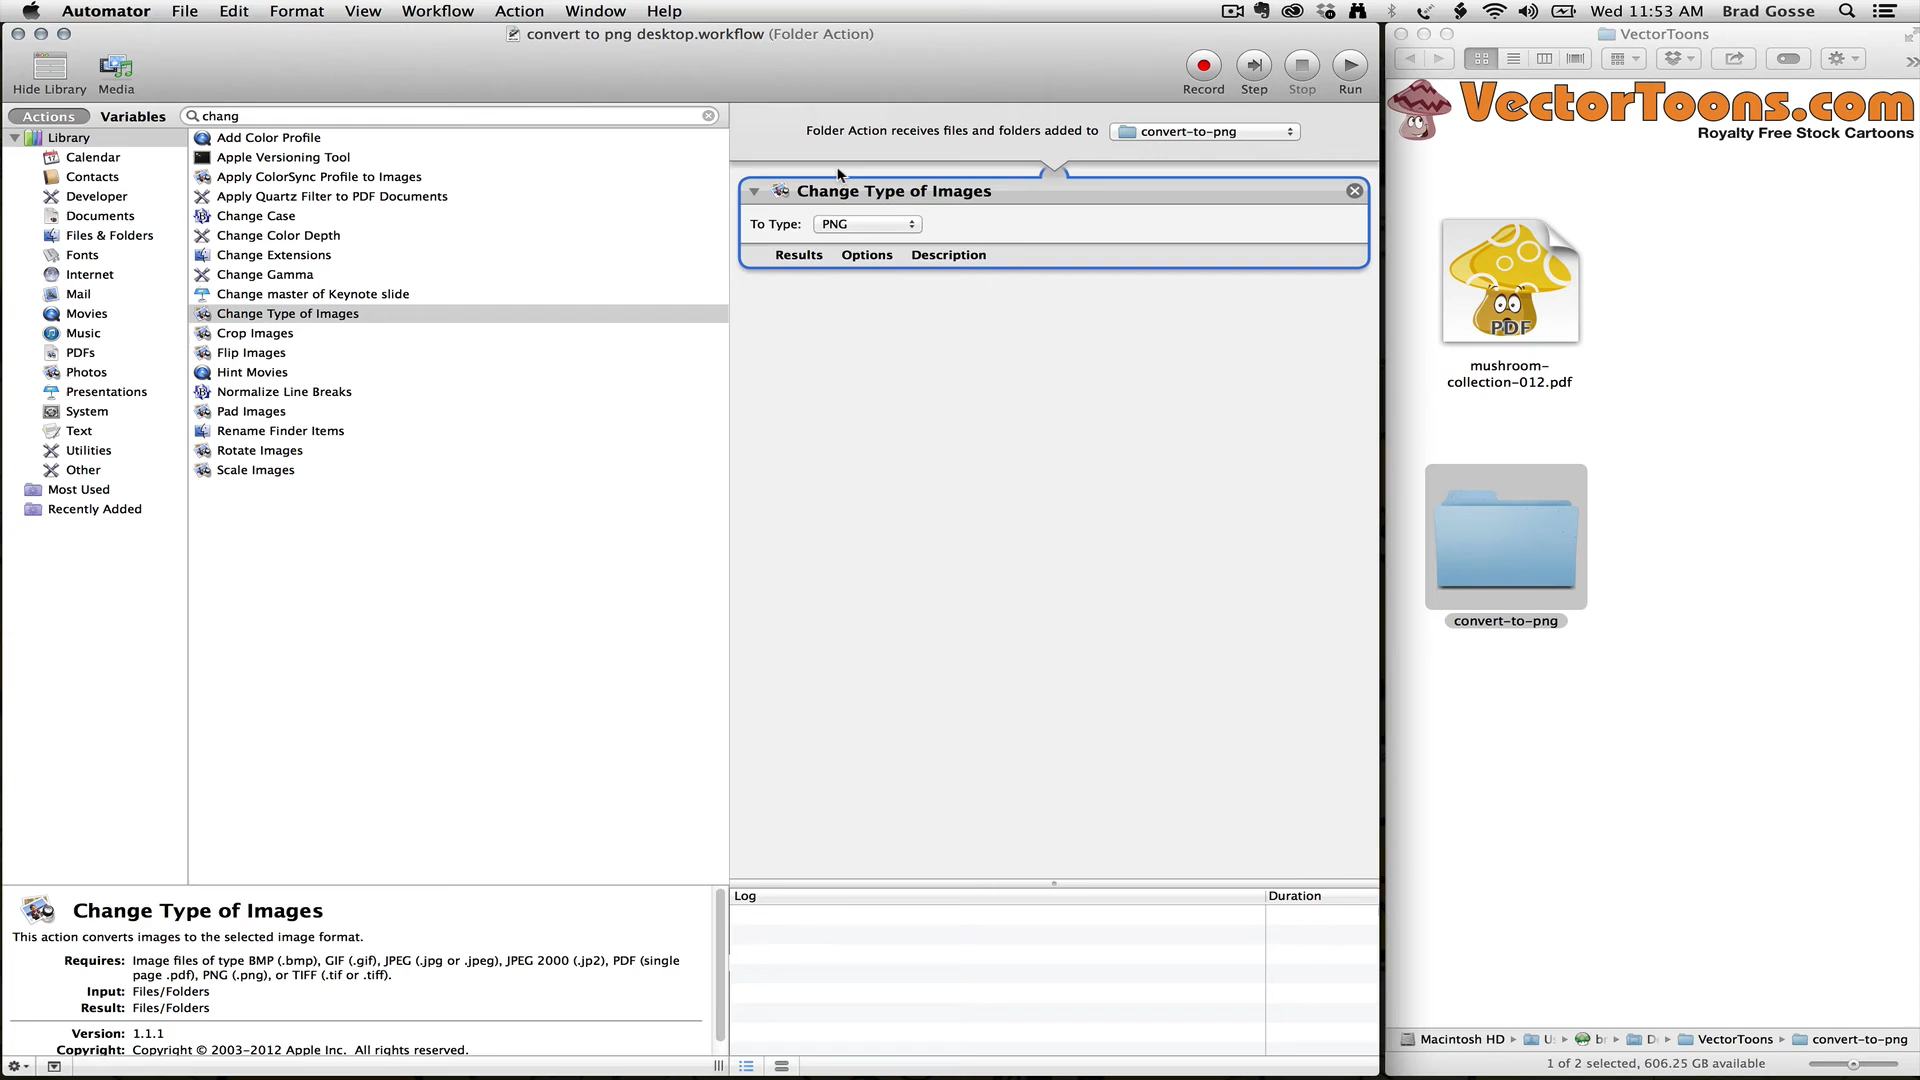 Automator File Edit Format View Workflow Action Window Help Wed 11:53 AM Brad Gosse
convert to png desktop.workflow (Folder Action)
Hide Library
Media
Record
Step
Stop
Run
Actions
Variables
chang
Library
Calendar
Contacts
Developer
Documents
Files & Folders
Fonts
Internet
Mail
Movies
Music
PDFs
Photos
Presentations
System
Text
Utilities
Other
Most Used
Recently Added
Add Color Profile
Apple Versioning Tool
Apply ColorSync Profile to Images
Apply Quartz Filter to PDF Documents
Change Case
Change Color Depth
Change Extensions
Change Gamma
Change master of Keynote slide
Change Type of Images
Crop Images
Flip Images
Hint Movies
Normalize Line Breaks
Pad Images
Rename Finder Items
Rotate Images
Scale Images
Change Type of Images
This action converts images to the selected image format.
Requires: Image files of type BMP (.bmp), GIF (.gif), JPEG (.jpg or .jpeg), JPEG 2000 (.jp2), PDF (single
page .pdf), PNG (.png), or TIFF (.tif or .tiff).
Input: Files/Folders
Result: Files/Folders
Version: 1.1.1
Copyright: Copyright © 2003-2012 Apple Inc. All rights reserved.
Folder Action receives files and folders added to convert-to-png
Change Type of Images
To Type: PNG
Results Options Description
Log Duration
VectorToons
VectorToons.com
Royalty Free Stock Cartoons
PDF
mushroom-
collection-012.pdf
convert-to-png
Macintosh HD U br D VectorToons convert-to-png
1 of 2 selected, 606.25 GB available